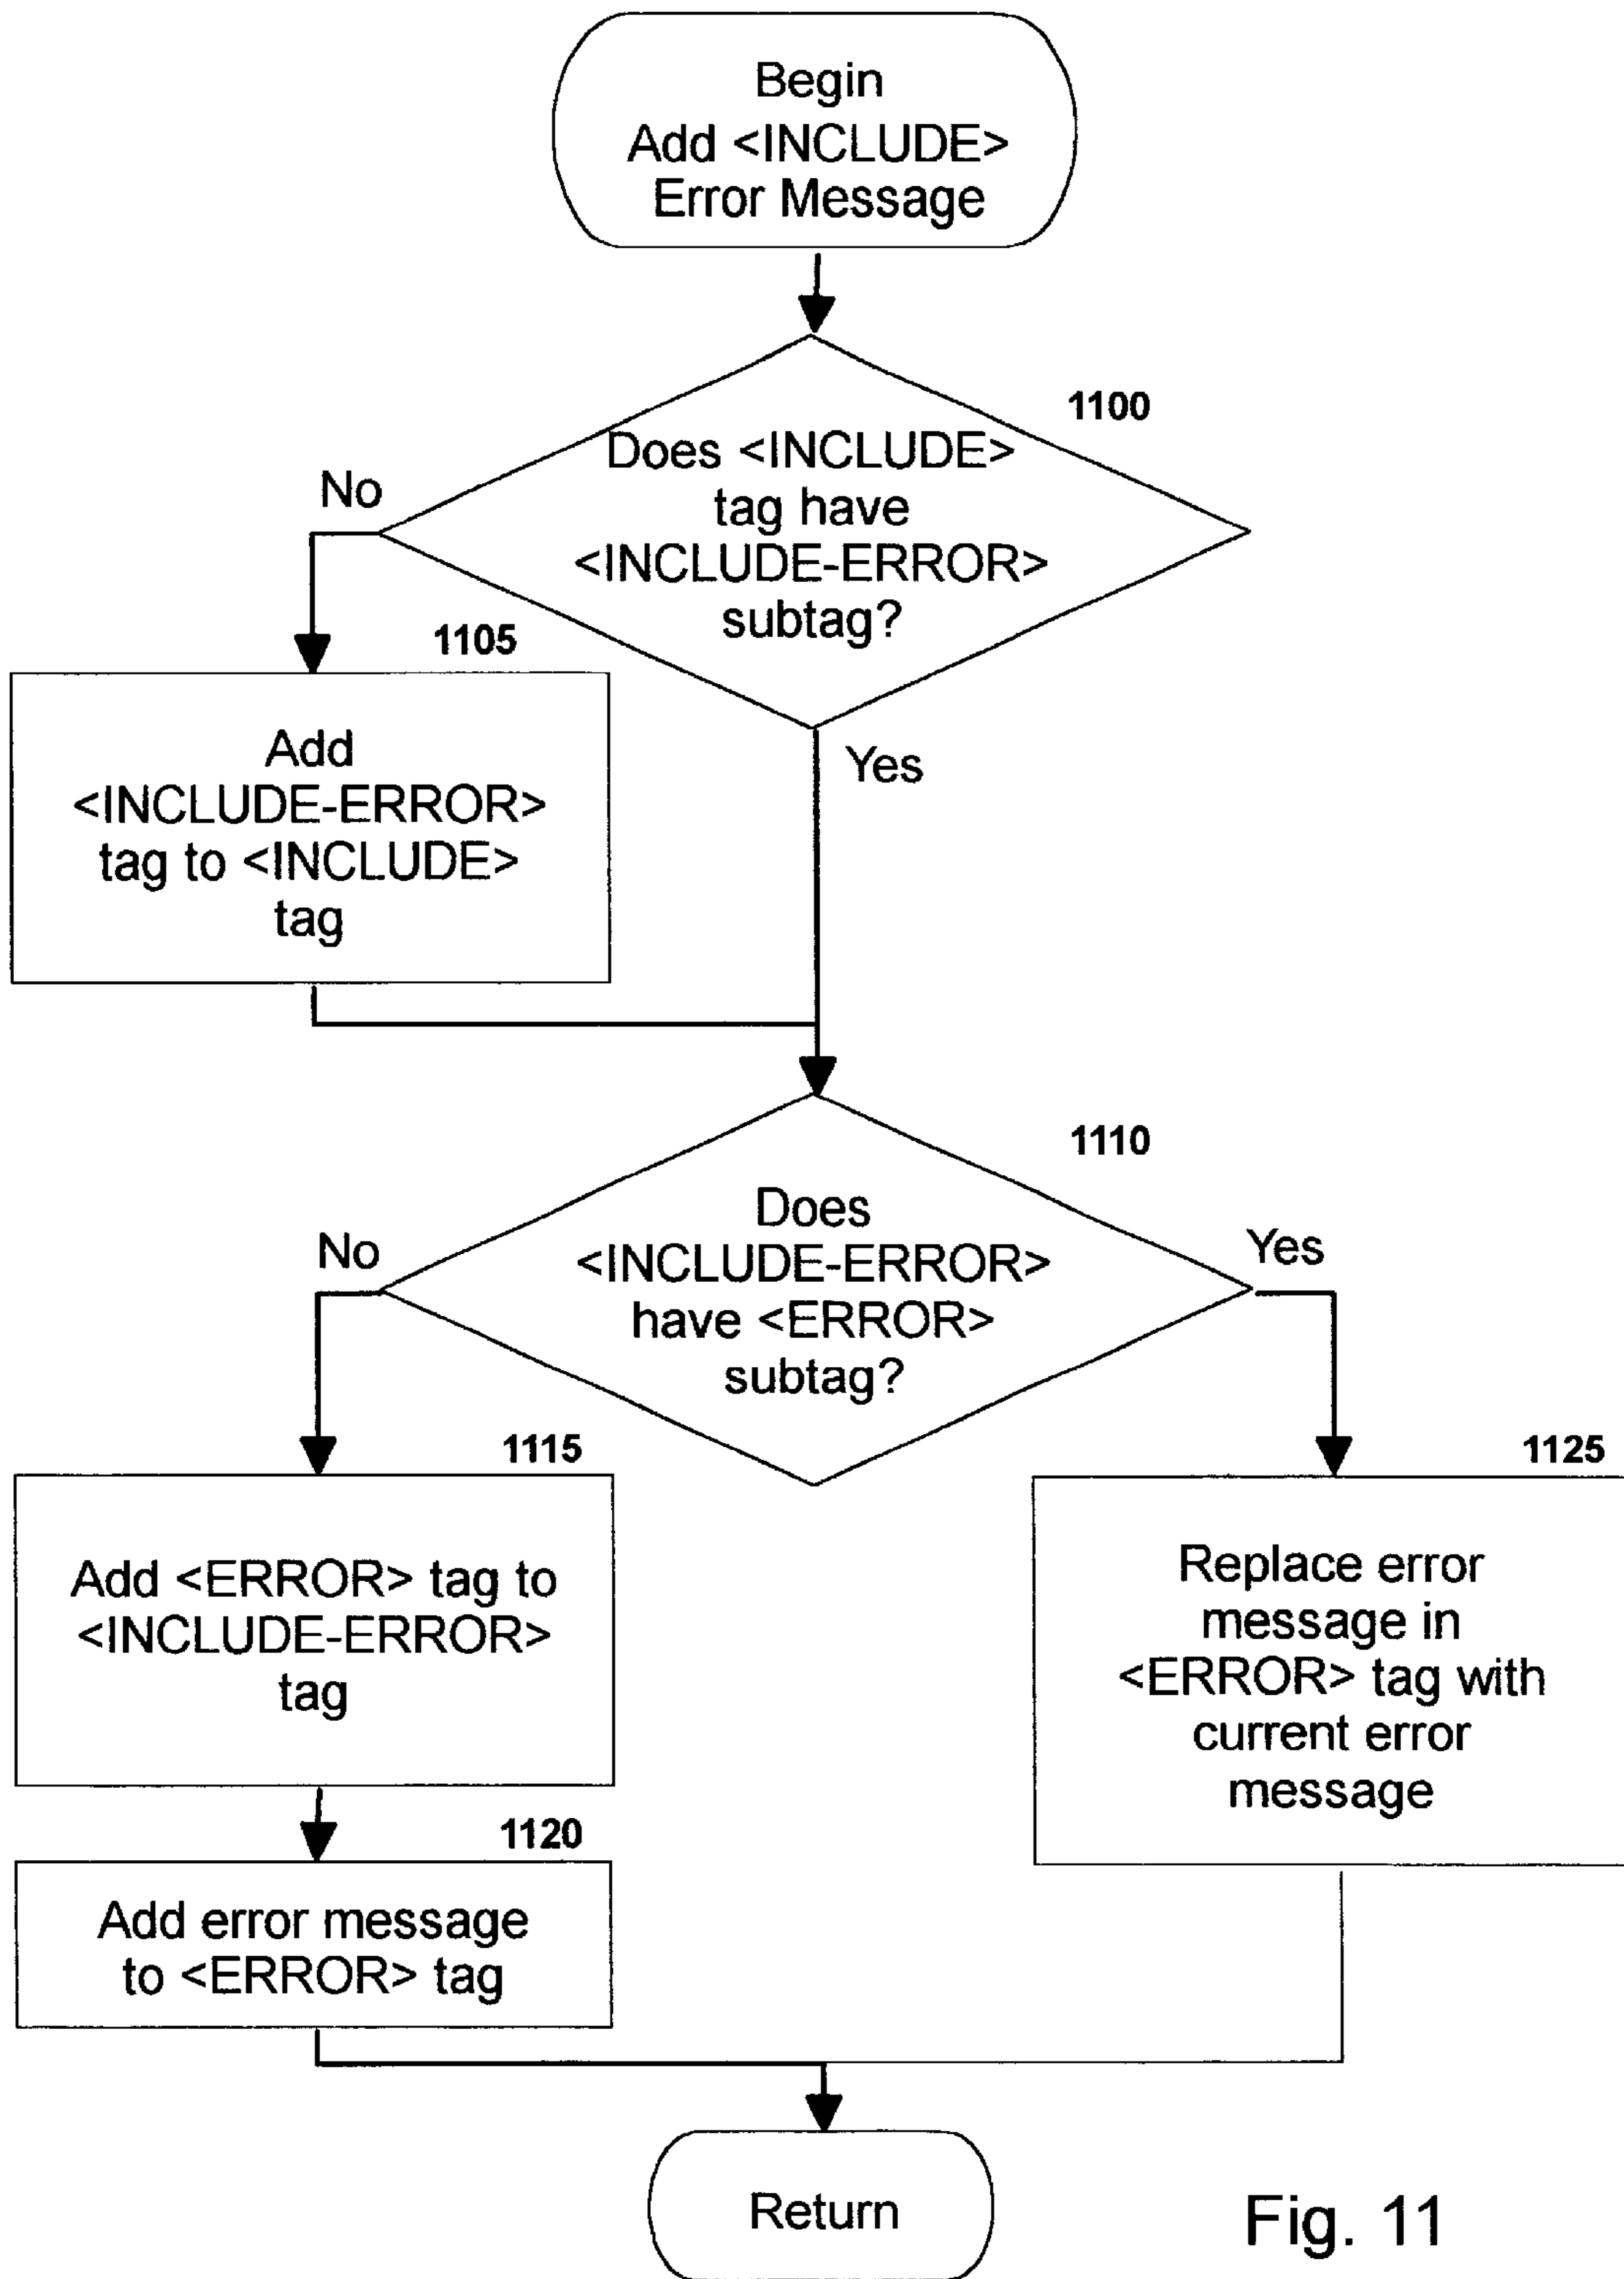 Begin
Add <INCLUDE>
Error Message
1100
Does <INCLUDE>
tag have
<INCLUDE-ERROR>
subtag?
No
Yes
1105
Add
<INCLUDE-ERROR>
tag to <INCLUDE>
tag
1110
Does
<INCLUDE-ERROR>
have <ERROR>
subtag?
No
Yes
1115
Add <ERROR> tag to
<INCLUDE-ERROR>
tag
1125
Replace error
message in
<ERROR> tag with
current error
message
1120
Add error message
to <ERROR> tag
Return
Fig. 11